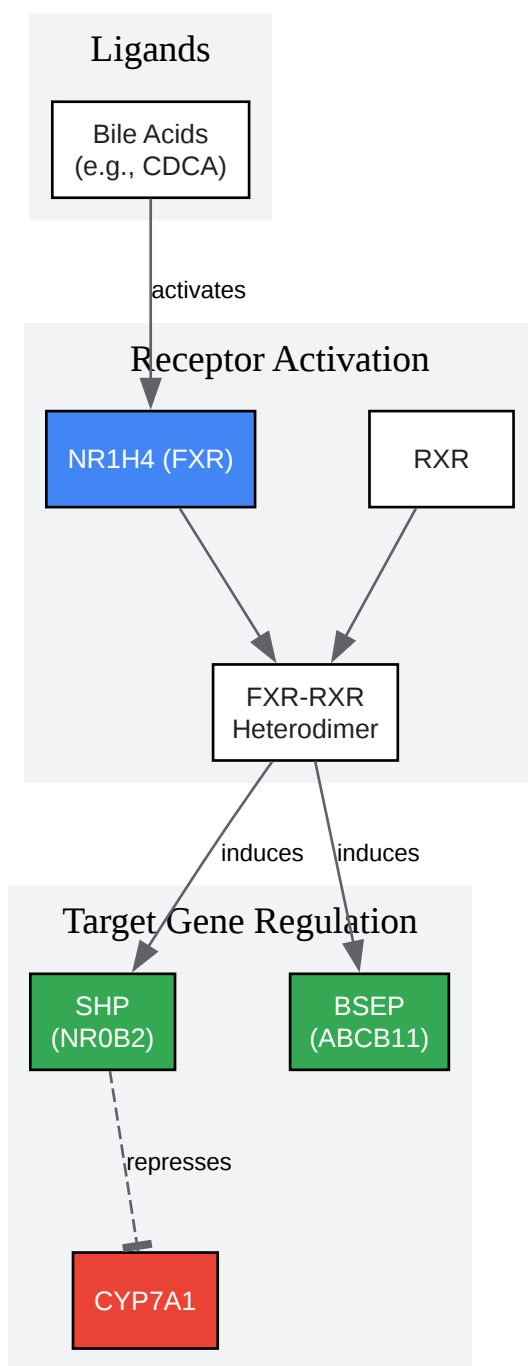 Ligands
Bile Acids
(e.g., CDCA)
activates
Receptor Activation
NR1H4 (FXR)
RXR
FXR-RXR
Heterodimer
induces
induces
Target Gene Regulation
SHP
(NR0B2)
BSEP
(ABCB11)
represses
CYP7A1